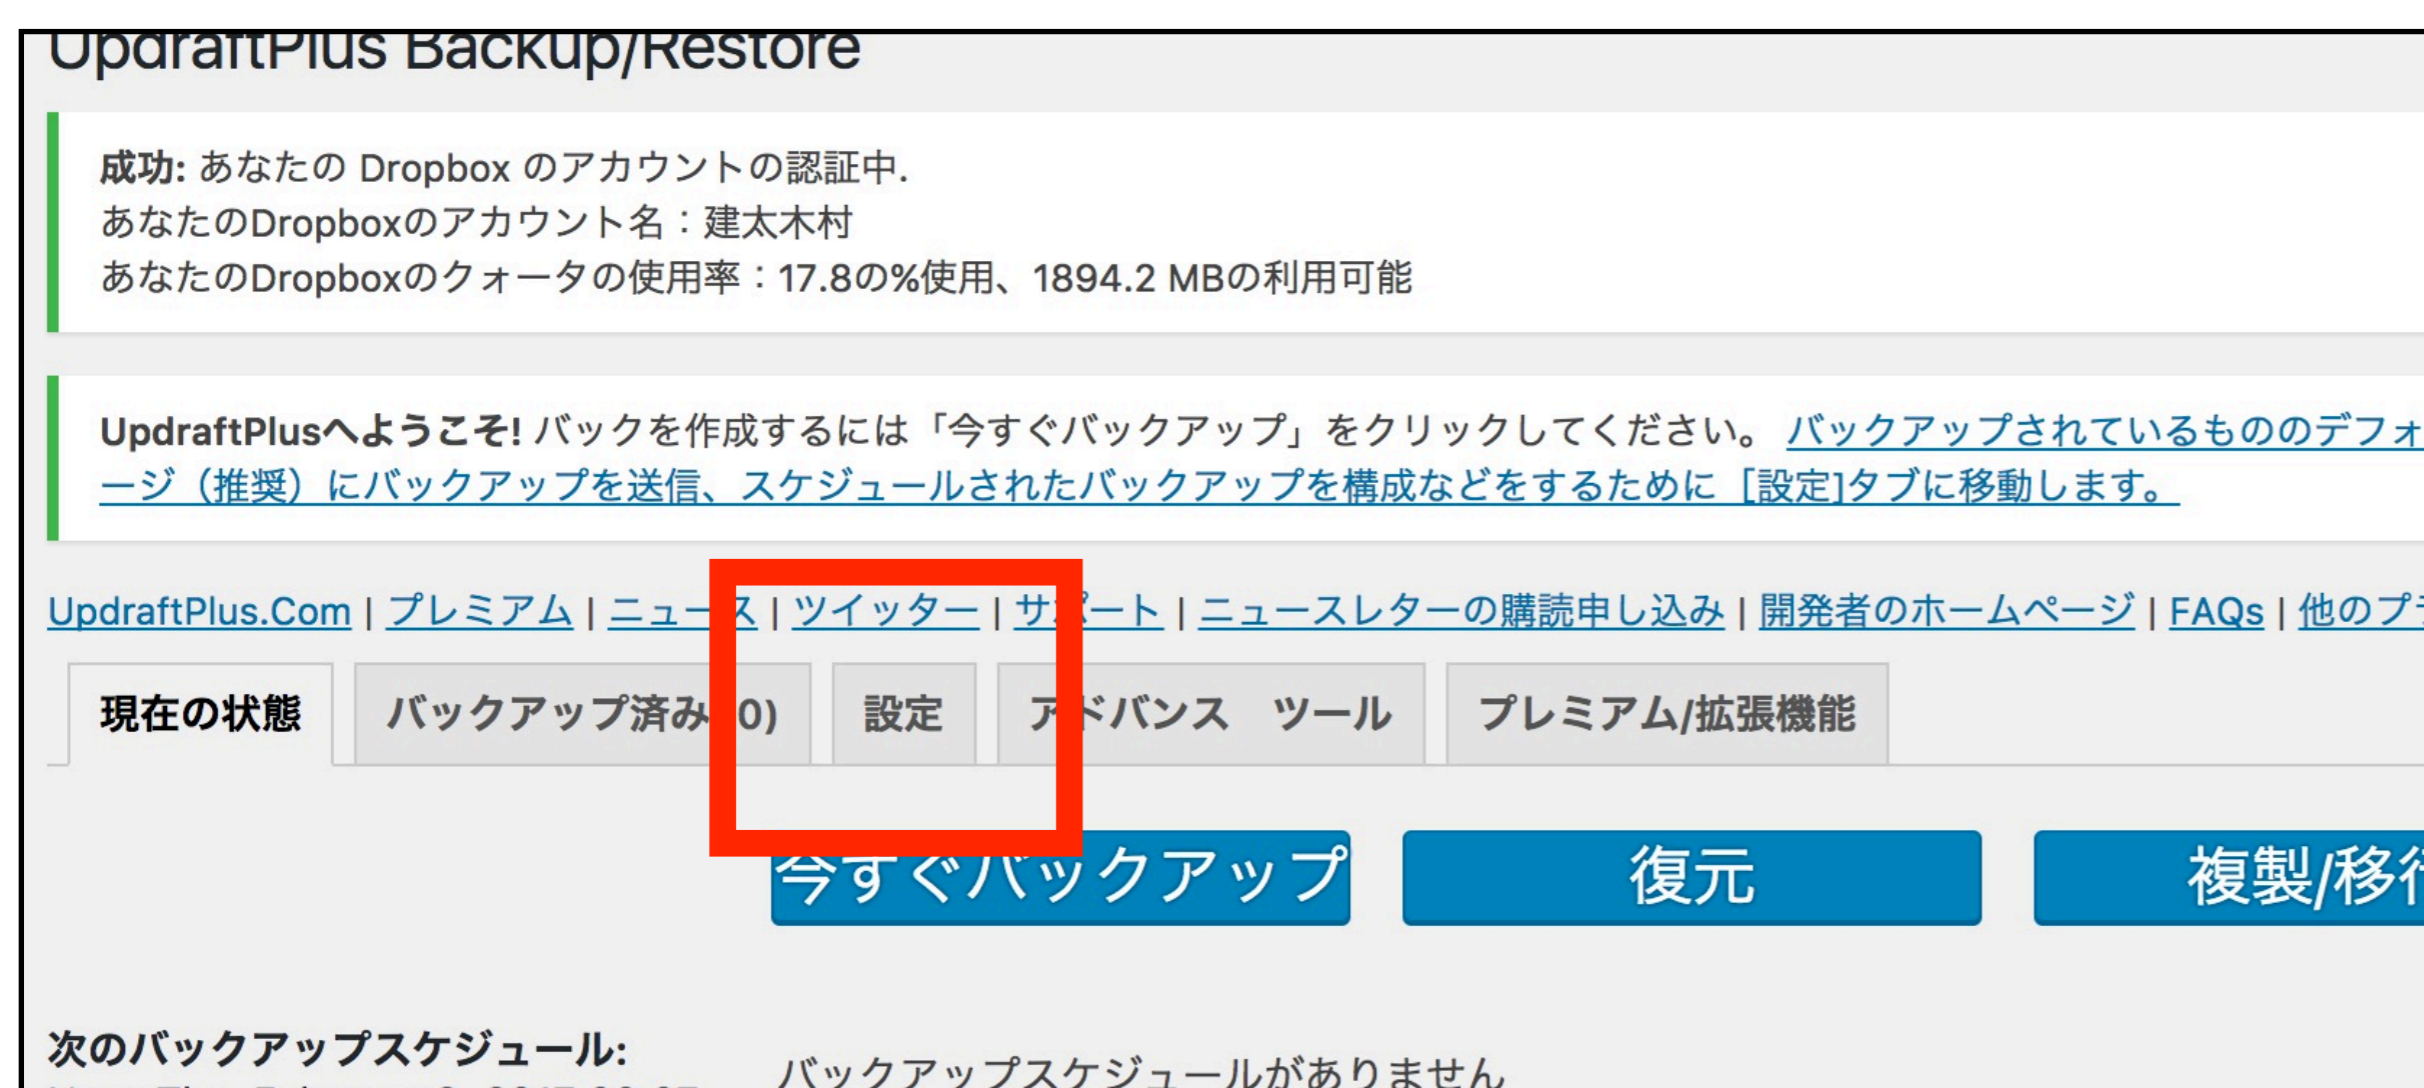 UpdraftPlus Backup/Restore
成功: あなたの Dropbox のアカウントの認証中.
あなたのDropboxのアカウント名：建太木村
あなたのDropboxのクォータの使用率：17.8の%使用、1894.2 MBの利用可能
UpdraftPlusへようこそ! バックを作成するには「今すぐバックアップ」をクリックしてください。 バックアップされているもののデフォ
ージ（推奨）にバックアップを送信、スケジュールされたバックアップを構成などをするために［設定]タブに移動します。
UpdraftPlus.Com | プレミアム | ニュース | ツイッター | サポート | ニュースレターの購読申し込み | 開発者のホームページ | FAQs | 他のプ
現在の状態 バックアップ済み 0) 設定 アドバンス　ツール プレミアム/拡張機能
今すぐバックアップ 復元 複製/移行
次のバックアップスケジュール:
バックアップスケジュールがありません